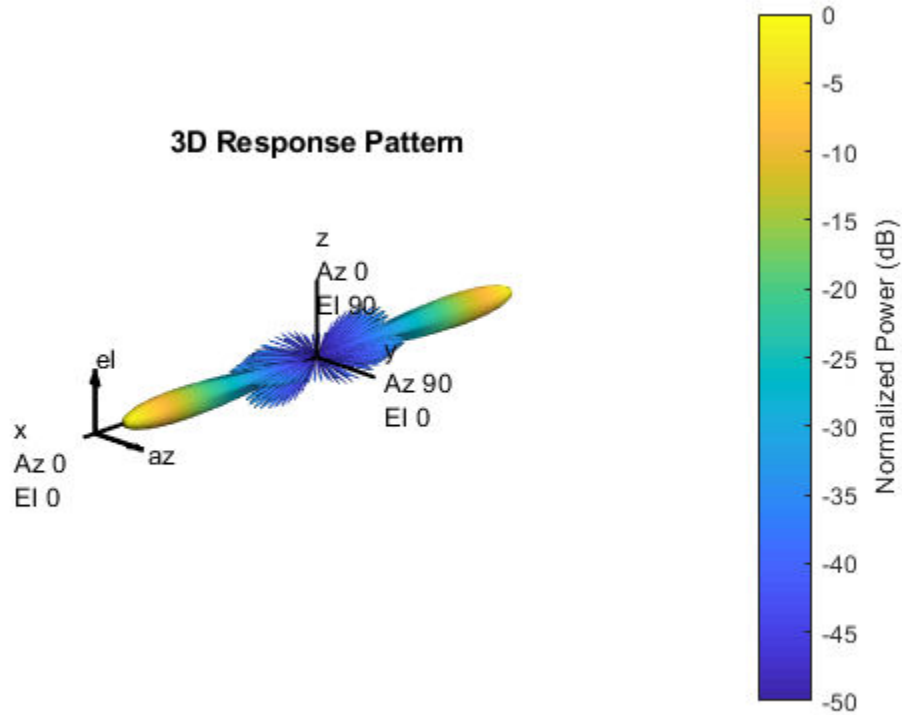 3D Response Pattern
z
Az 0
El 90
y
Az 90
El 0
el
x
az
Az 0
El 0
0
-5
-10
-15
-20
-25
-30
-35
-40
-45
-50
Normalized Power (dB)